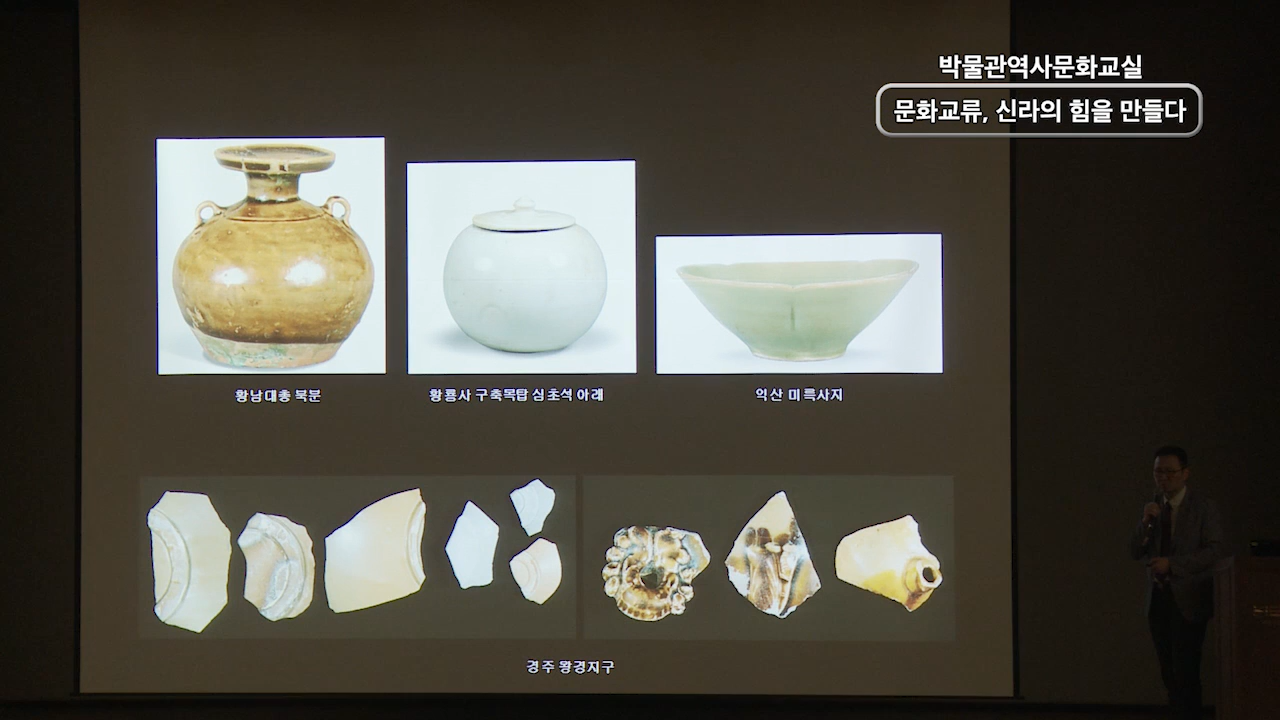 박물관역사문화교실
문화교류, 신라의 힘을 만들다
황남대총 북분
황룡사 구축목탑 심초석 아래
익산 미륵사지
경주 왕경지구